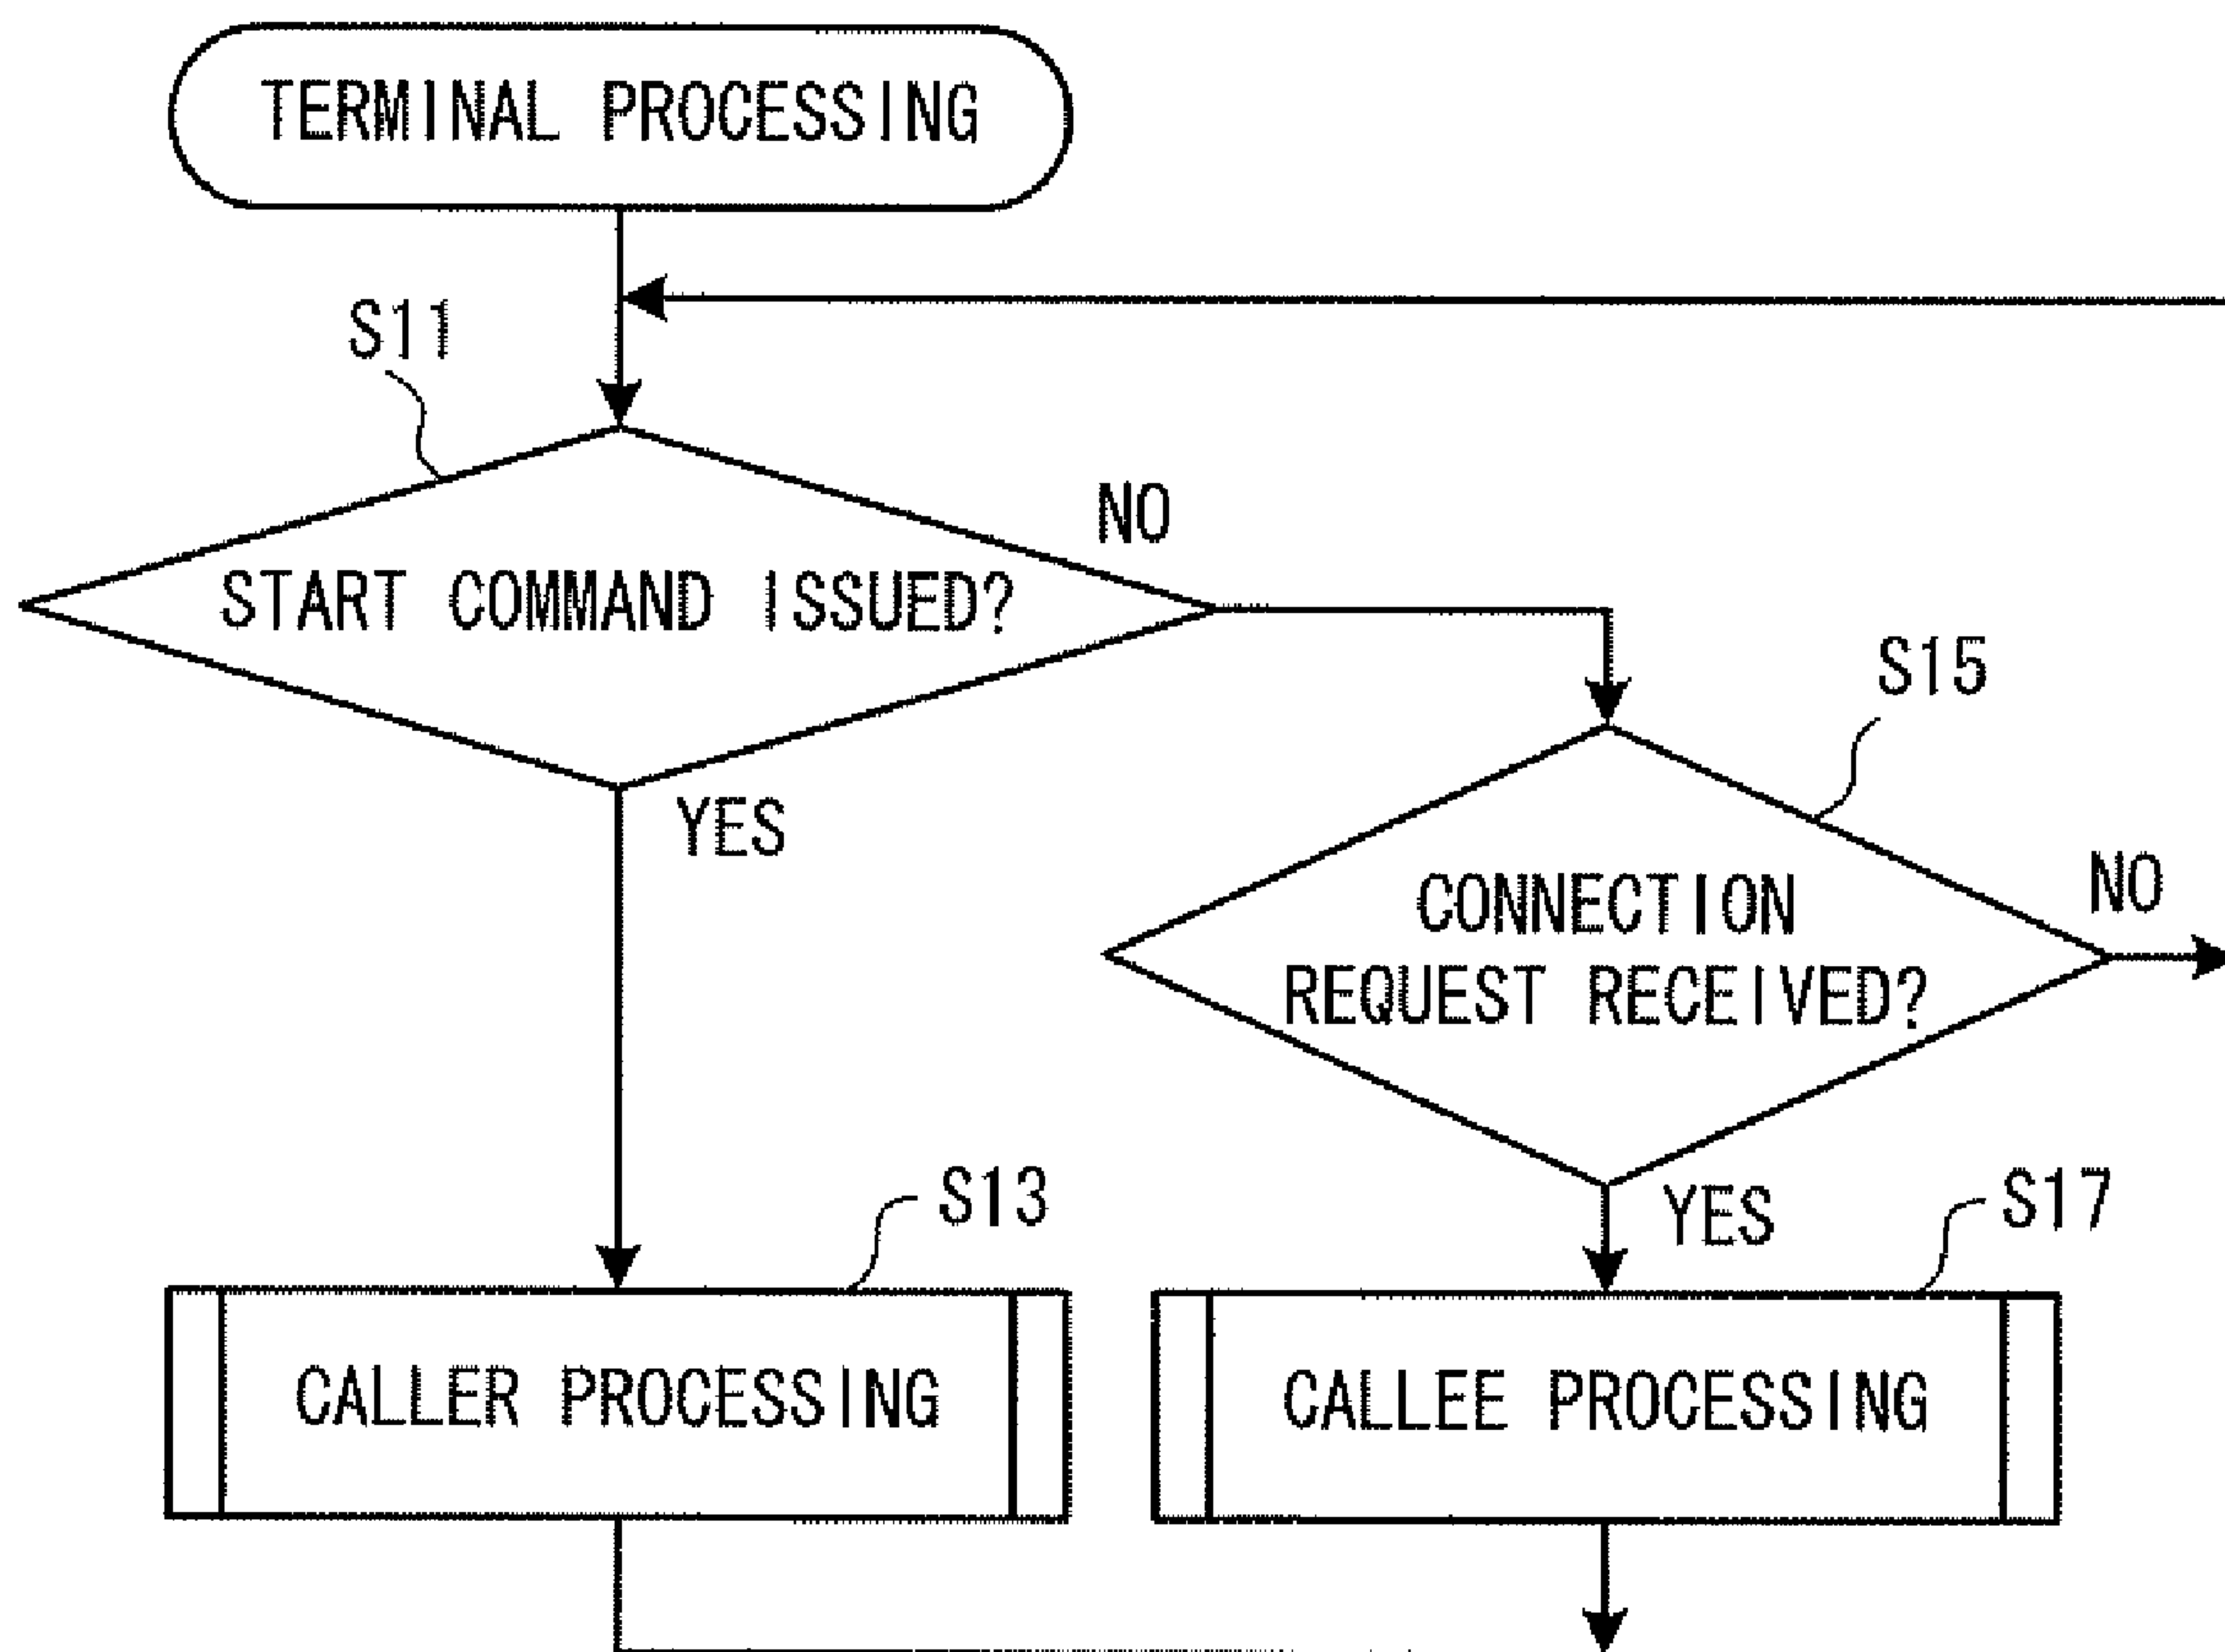 TERMINAL PROCESSING
S11
NO
START COMMAND ISSUED?
S15
YES
NO
CONNECTION
REQUEST RECEIVED?
S13
YES
S17
CALLER PROCESSING
CALLEE PROCESSING